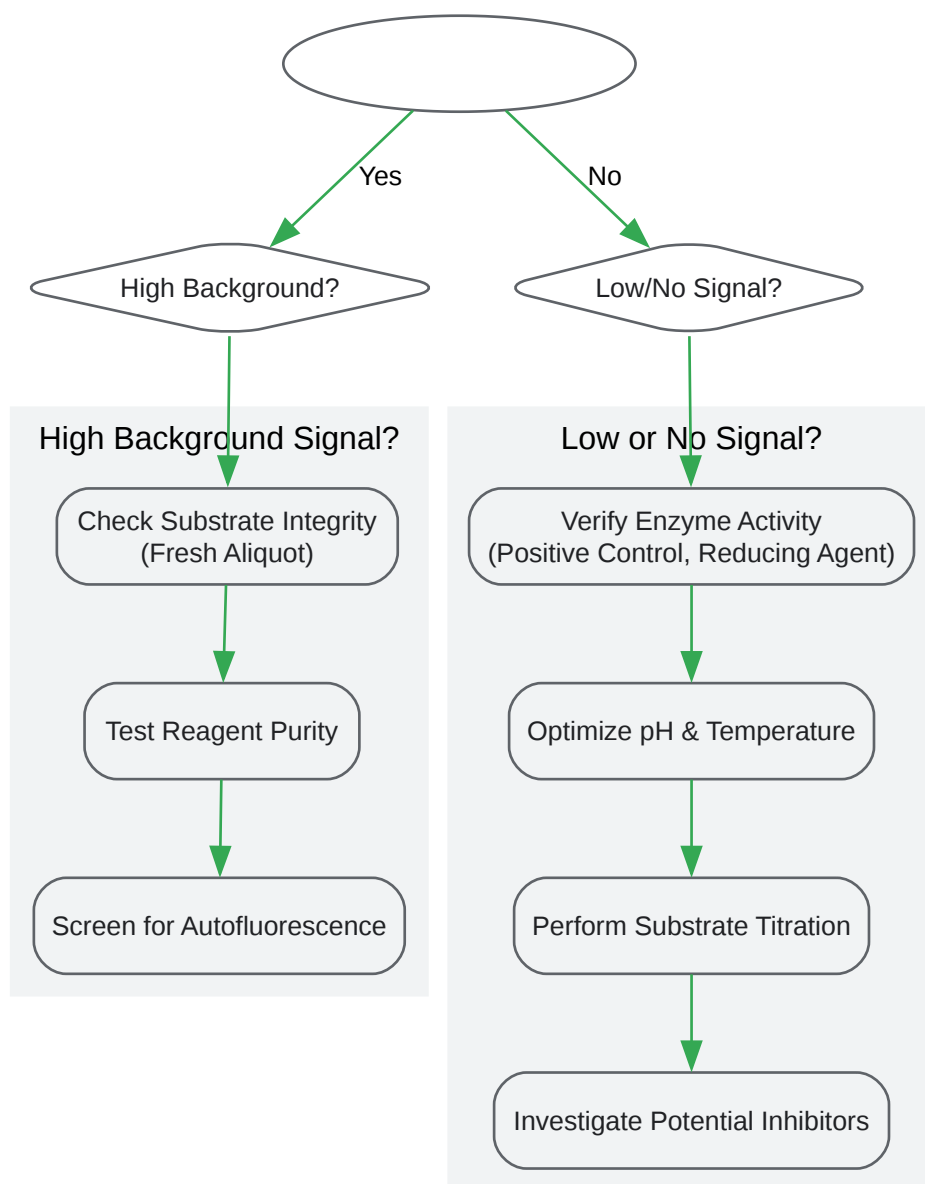 Yes
No
High Background?
Low/No Signal?
High Background Signal?
Low or No Signal?
Check Substrate Integrity
(Fresh Aliquot)
Verify Enzyme Activity
(Positive Control, Reducing Agent)
Test Reagent Purity
Optimize pH & Temperature
Screen for Autofluorescence
Perform Substrate Titration
Investigate Potential Inhibitors